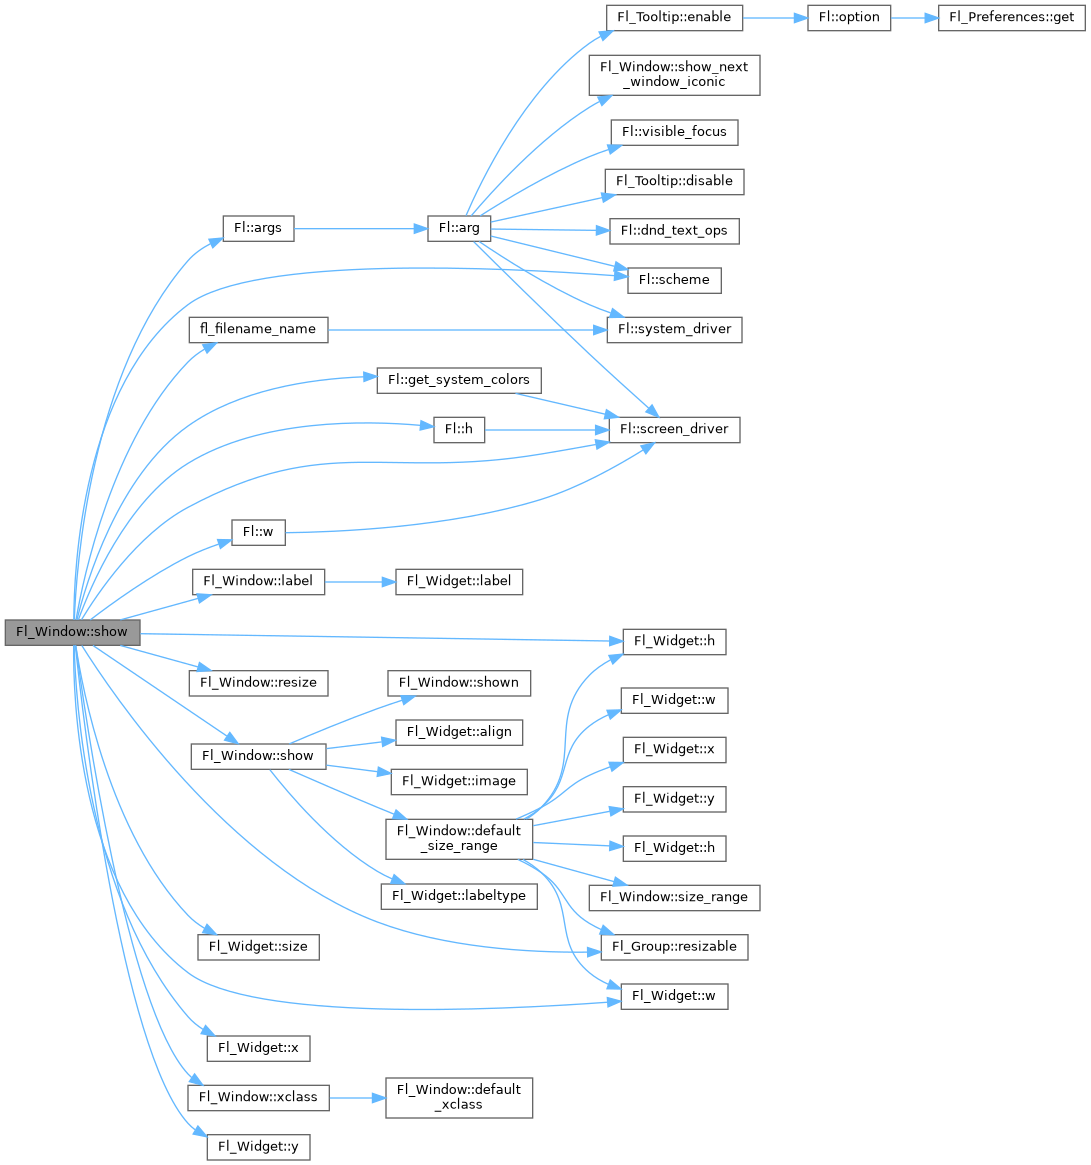 Fl_Tooltip::enable
Fl::option
Fl_Preferences::get
Fl_Window::show_next
_window_iconic
Fl::visible_focus
Fl_Tooltip::disable
Fl::args
Fl::arg
Fl::dnd_text_ops
Fl::scheme
fl_filename_name
Fl::system_driver
Fl::get_system_colors
Fl::h
Fl::screen_driver
Fl::w
Fl_Window::label
Fl_Widget::label
Fl_Window::show
Fl_Widget::h
Fl_Window::resize
Fl_Window::shown
Fl_Widget::w
Fl_Widget::align
Fl_Window::show
Fl_Widget::x
Fl_Widget::image
Fl_Widget::y
Fl_Window::default
_size_range
Fl_Widget::h
Fl_Widget::labeltype
Fl_Window::size_range
Fl_Widget::size
Fl_Group::resizable
Fl_Widget::w
Fl_Widget::x
Fl_Window::xclass
Fl_Window::default
_xclass
Fl_Widget::y